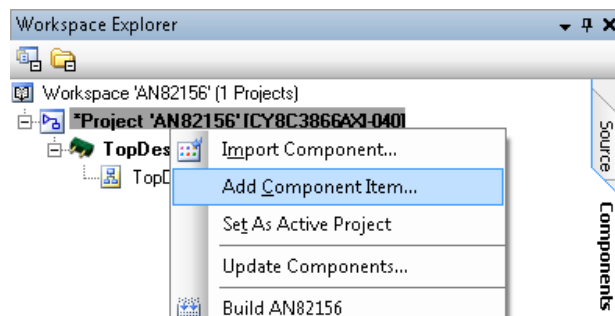 Workspace Explorer
Workspace 'AN82156' (1 Projects)
*Project 'AN82156' [CY8C3866AXI-040]
TopDes
TopD
Import Component...
Add Component Item...
Set As Active Project
Update Components...
Build AN82156
Source
Components